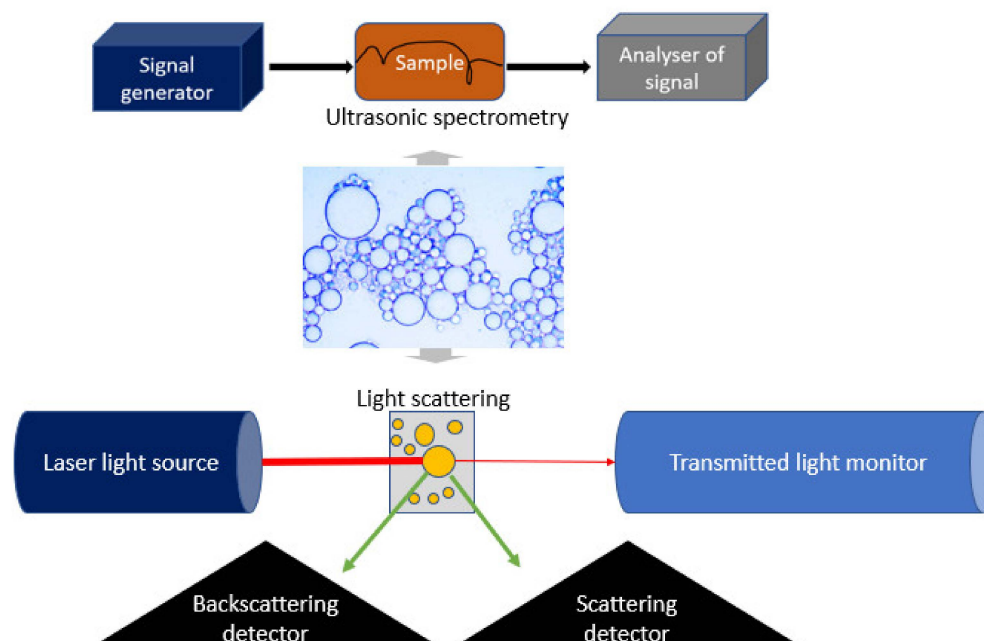 Signal
generator
Sample
Analyser of
signal
Ultrasonic spectrometry
Light scattering
Laser light source
Transmitted light monitor
Backscattering
detector
Scattering
detector